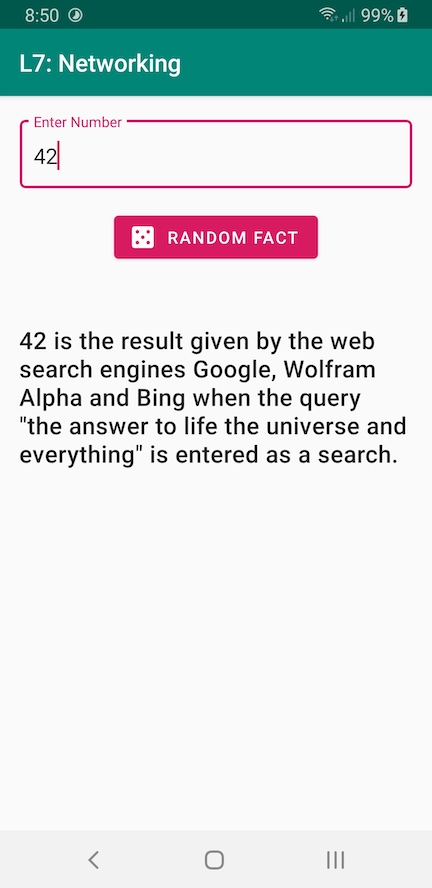 8:50
99%
L7: Networking
Enter Number
42
RANDOM FACT
42 is the result given by the web
search engines Google, Wolfram
Alpha and Bing when the query
"the answer to life the universe and
everything" is entered as a search.